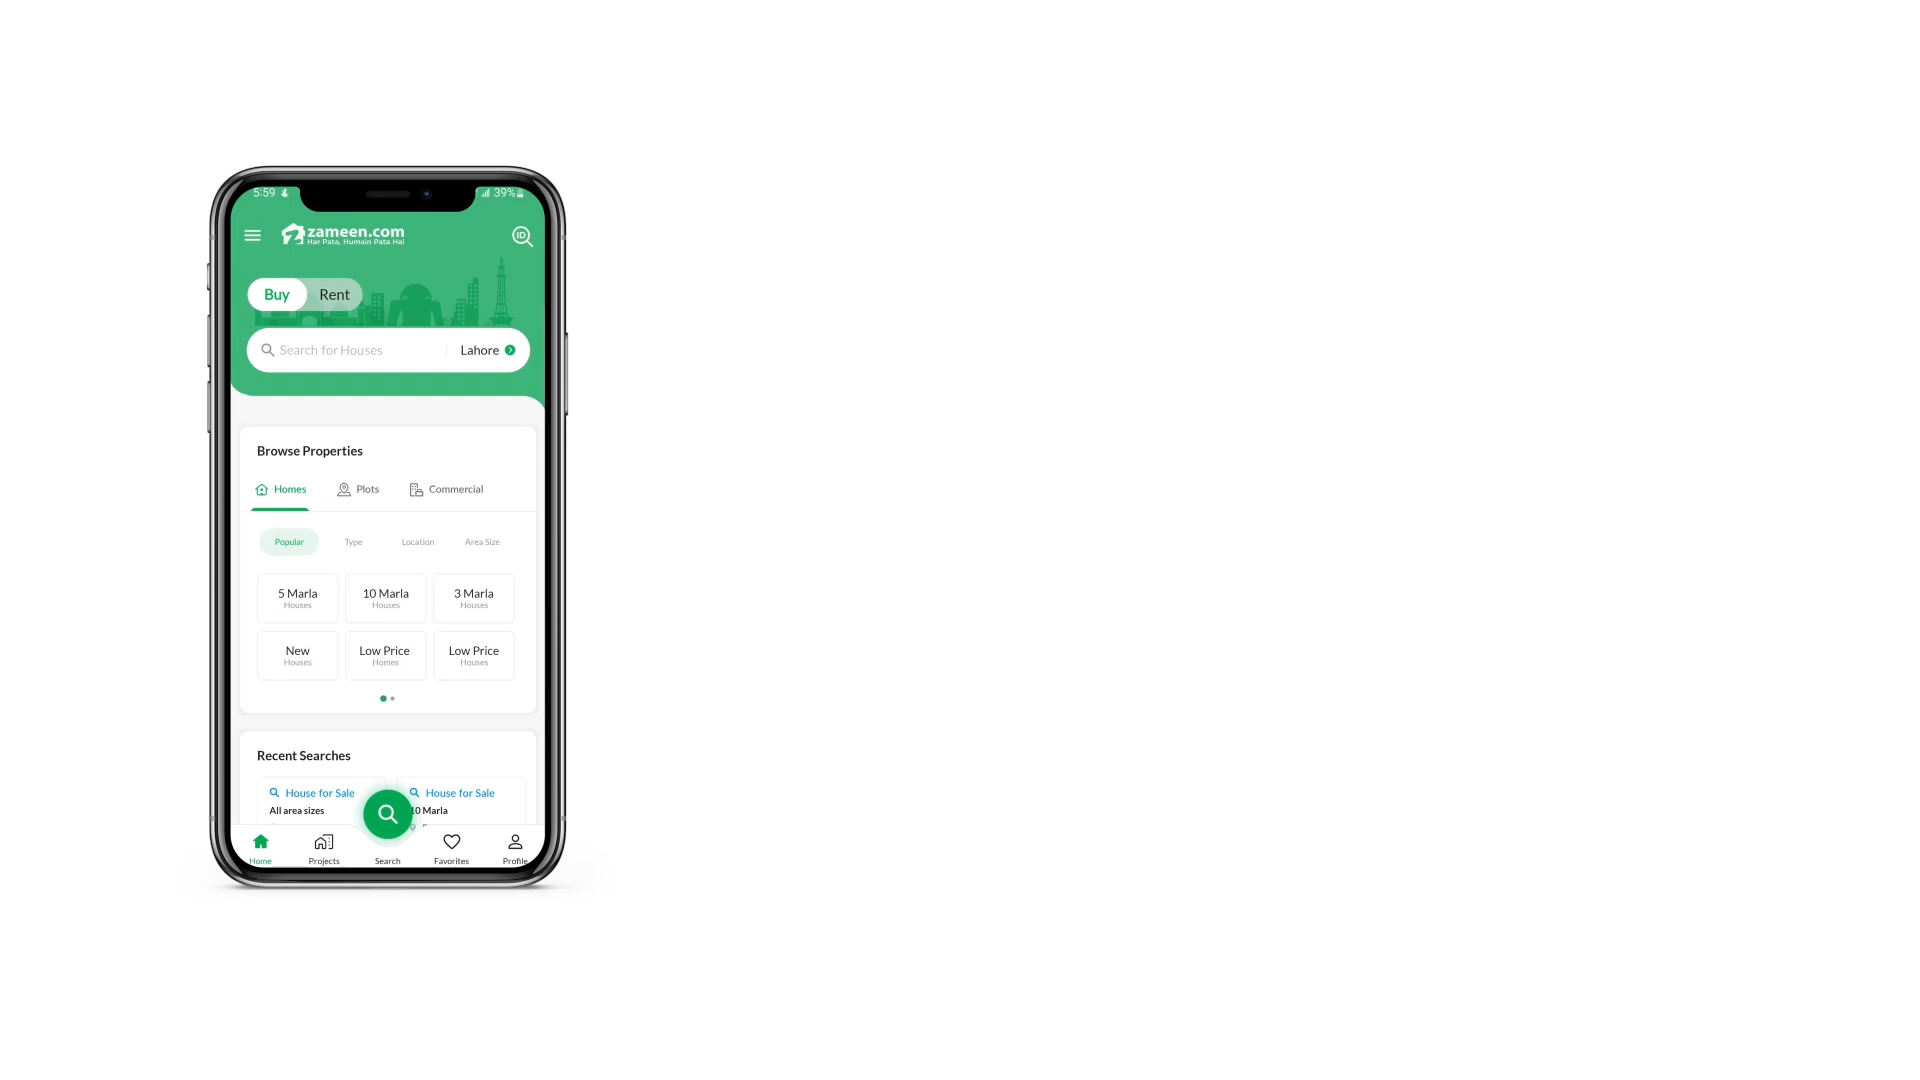 5:59
39%
zameen.com
Har Pata, Humain Pata Hai
ID
Buy
Rent
Search for Houses
Lahore
Browse Properties
Homes
Plots
Commercial
Popular
Type
Location
Area Size
5 Marla
Houses
10 Marla
Houses
3 Marla
Houses
New
Houses
Low Price
Homes
Low Price
Houses
Recent Searches
House for Sale
All area sizes
House for Sale
10 Marla
Home
Projects
Search
Favorites
Profile